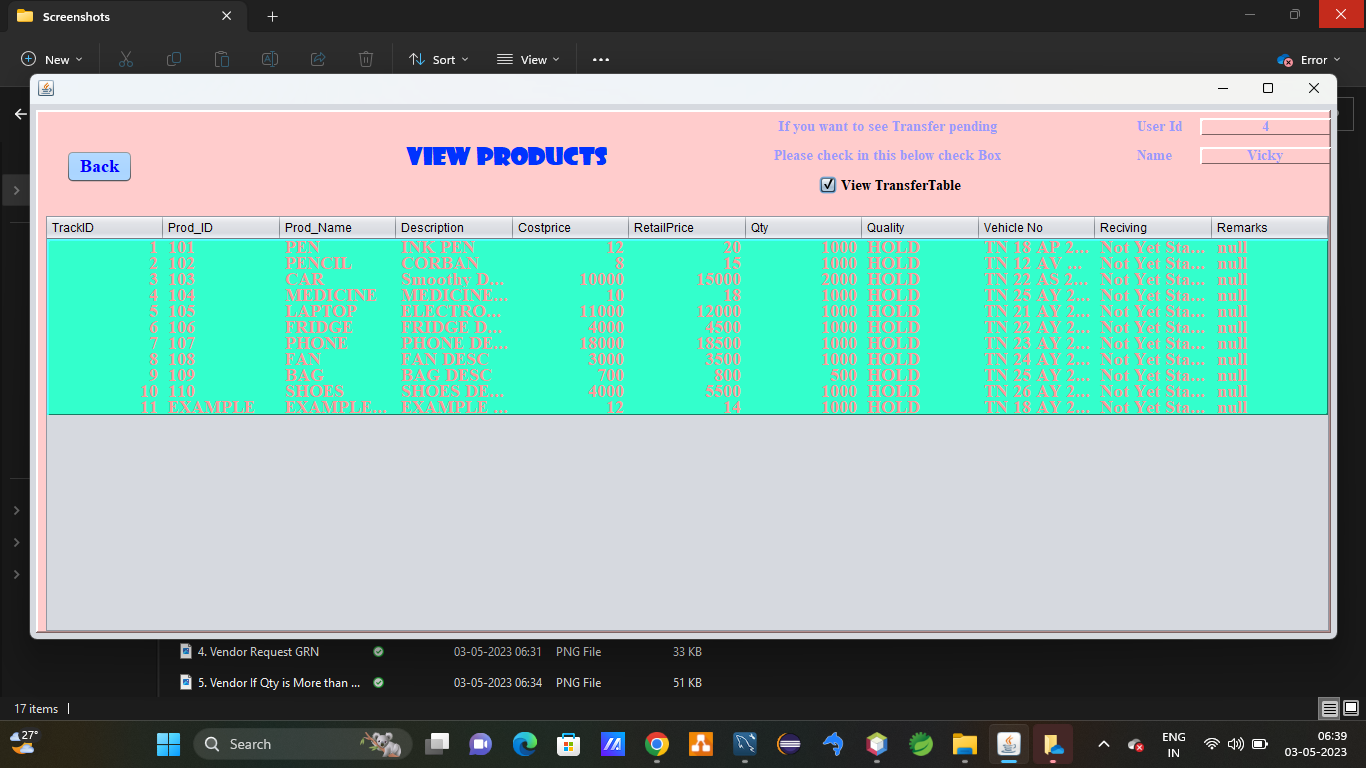 Screenshots
New
Sort
View
Error
If you want to see Transfer pending
User Id 4
Back
VIEW PRODUCTS
Please check in this below check Box
Name Vicky
View TransferTable
TrackID Prod_ID Prod_Name Description Costprice RetailPrice Qty Quality Vehicle No Reciving Remarks
1 101 PEN INK PEN 12 20 1000 HOLD TN 18 AP 2... Not Yet Sta... null
2 102 PENCIL CORBAN 8 15 1000 HOLD TN 12 AV ... Not Yet Sta... null
3 103 CAR Smoothy D... 10000 15000 2000 HOLD TN 22 AS 2... Not Yet Sta... null
4 104 MEDICINE MEDICINE... 10 18 1000 HOLD TN 25 AY 2... Not Yet Sta... null
5 105 LAPTOP ELECTRO... 11000 12000 1000 HOLD TN 21 AY 2... Not Yet Sta... null
6 106 FRIDGE FRIDGE D... 4000 4500 1000 HOLD TN 22 AY 2... Not Yet Sta... null
7 107 PHONE PHONE DE... 18000 18500 1000 HOLD TN 23 AY 2... Not Yet Sta... null
8 108 FAN FAN DESC 3000 3500 1000 HOLD TN 24 AY 2... Not Yet Sta... null
9 109 BAG BAG DESC 700 800 500 HOLD TN 25 AY 2... Not Yet Sta... null
10 110 SHOES SHOES DE... 4000 5500 1000 HOLD TN 26 AY 2... Not Yet Sta... null
11 EXAMPLE EXAMPLE... EXAMPLE ... 12 14 1000 HOLD TN 18 AY 2... Not Yet Sta... null
4. Vendor Request GRN 03-05-2023 06:31 PNG File 33 KB
5. Vendor If Qty is More than ... 03-05-2023 06:34 PNG File 51 KB
17 items
27°
Search
ENG
IN
06:39
03-05-2023